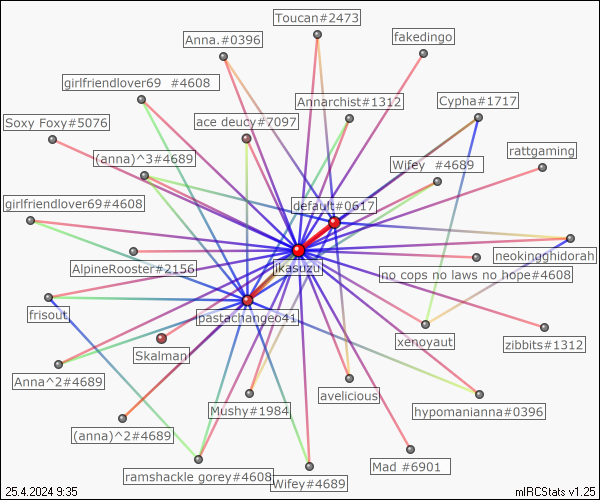 Toucan#2473
Anna.#0396
fakedingo
girlfriendlover69 #4608
Annarchist#1312
Cypha#1717
Soxy Foxy#5076
ace deucy#7097
(anna)^3#4689
Wifey #4689
rattgaming
girlfriendlover69#4608
default#0617
neokingghidorah
AlpineRooster#2156
ikasuzu
no cops no laws no hope#4608
frisout
pastachangeo41
Skalman
xenoyaut
zibbits#1312
Anna^2#4689
Mushy#1984
avelicious
hypomanianna#0396
(anna)^2#4689
ramshackle gorey#4608
Wifey#4689
Mad #6901
25.4.2024 9:35
mIRCStats v1.25